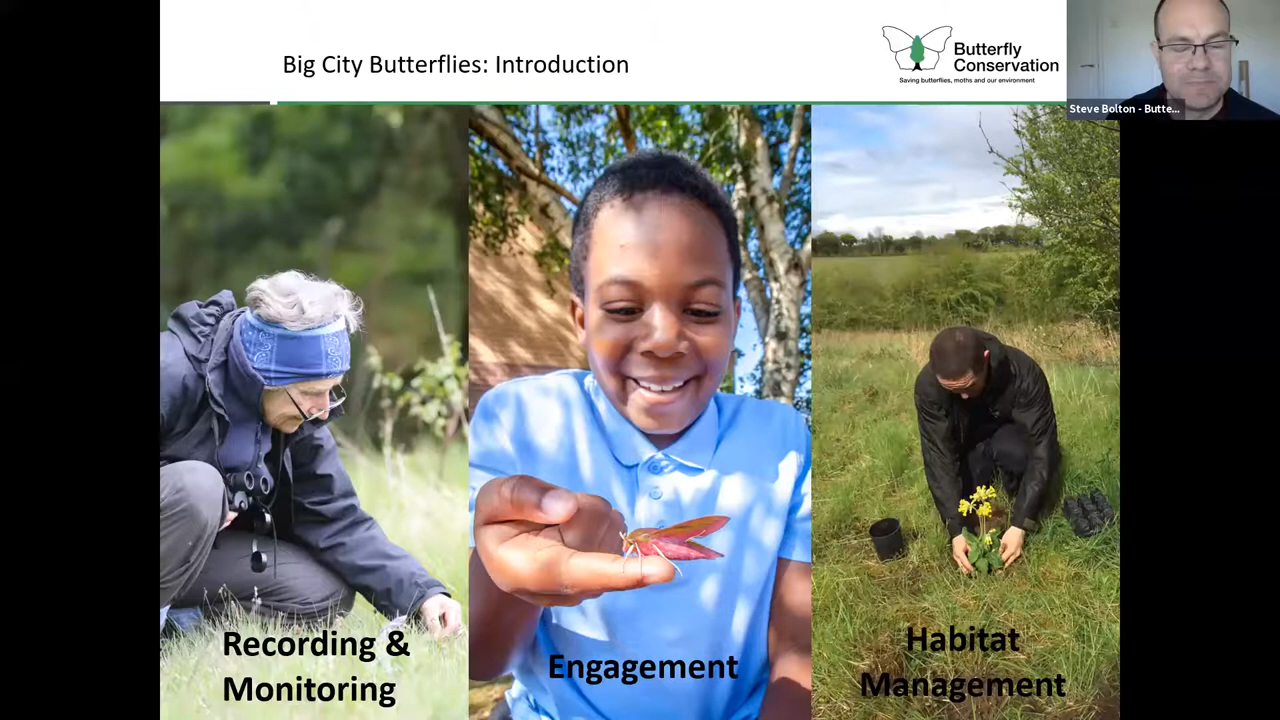 Big City Butterflies: Introduction
Butterfly
Conservation
Saving butterflies, moths and our environment
Steve Bolton - Butte...
Recording &
Monitoring
Engagement
Habitat
Management